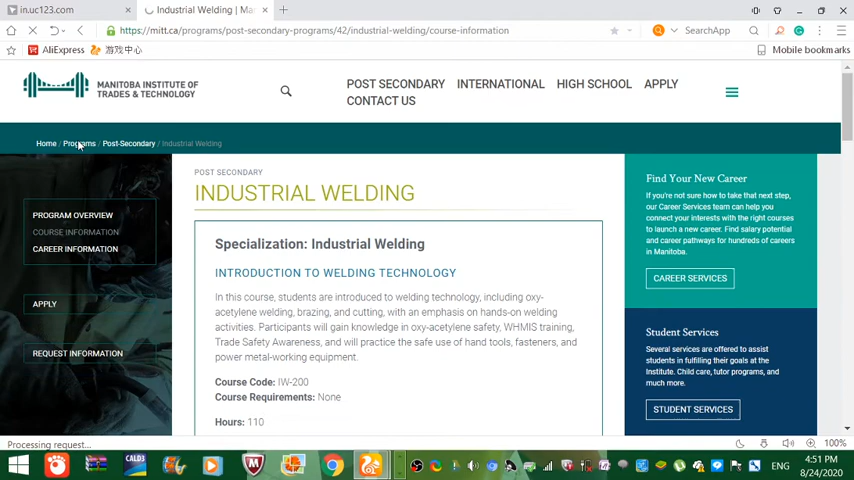 in.uc123.com
Industrial Welding | Ma
https://mitt.ca/programs/post-secondary-programs/42/industrial-welding/course-information
SearchApp
AliExpress 游戏中心
Mobile bookmarks
MANITOBA INSTITUTE OF
TRADES & TECHNOLOGY
POST SECONDARY INTERNATIONAL HIGH SCHOOL APPLY
CONTACT US
Home / Programs / Post-Secondary / Industrial Welding
PROGRAM OVERVIEW
COURSE INFORMATION
CAREER INFORMATION
APPLY
REQUEST INFORMATION
POST SECONDARY
INDUSTRIAL WELDING
Specialization: Industrial Welding
INTRODUCTION TO WELDING TECHNOLOGY
In this course, students are introduced to welding technology, including oxy-
acetylene welding, brazing, and cutting, with an emphasis on hands-on welding
activities. Participants will gain knowledge in oxy-acetylene safety, WHMIS training,
Trade Safety Awareness, and will practice the safe use of hand tools, fasteners, and
power metal-working equipment.
Course Code: IW-200
Course Requirements: None
Hours: 110
Find Your New Career
If you're not sure how to take that next step,
our Career Services team can help you
connect your interests with the right courses
to launch a new career. Find salary potential
and career pathways for hundreds of careers
in Manitoba.
CAREER SERVICES
Student Services
Several services are offered to assist
students in fulfilling their goals at the
Institute. Child care, tutor programs, and
much more.
STUDENT SERVICES
Processing request...
100%
CALD3
ENG
4:51 PM
8/24/2020